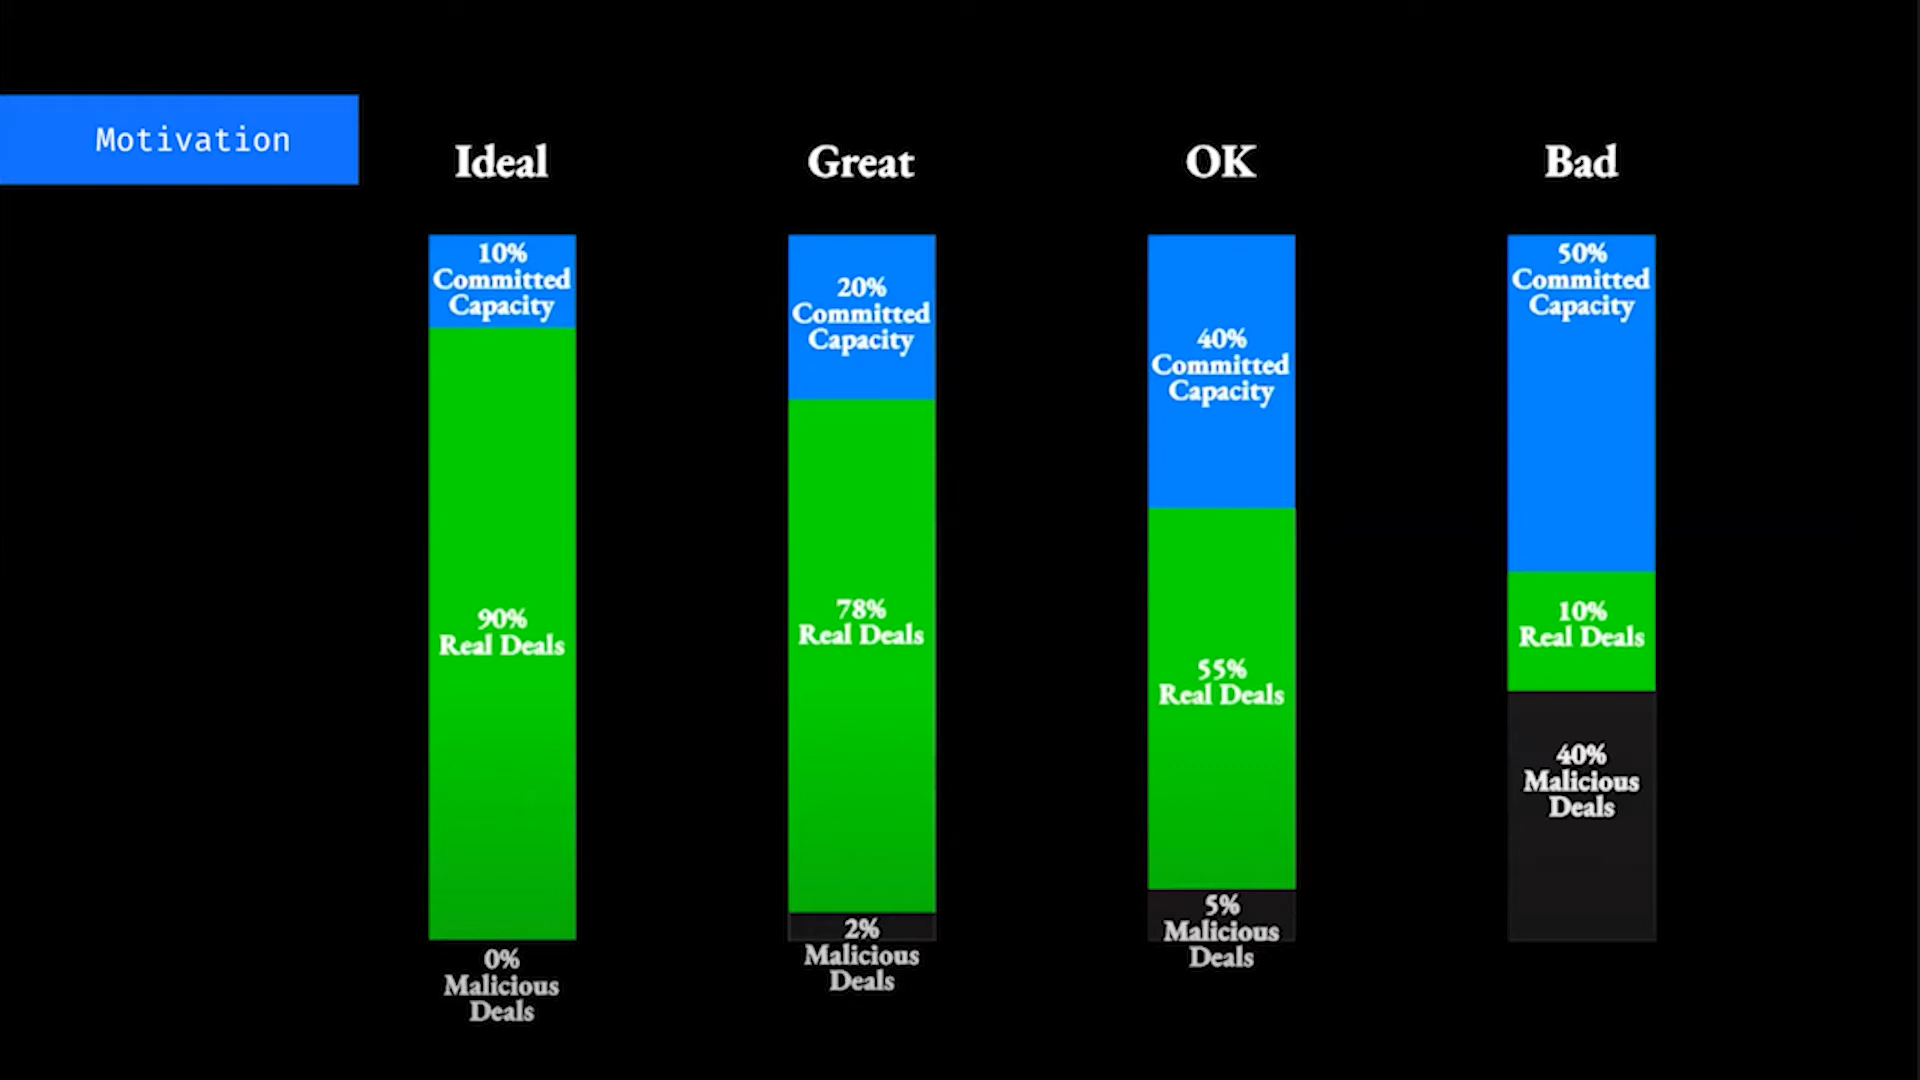 Motivation
Ideal
10%
Committed
Capacity
90%
Real Deals
0%
Malicious
Deals
Great
20%
Committed
Capacity
78%
Real Deals
2%
Malicious
Deals
OK
40%
Committed
Capacity
55%
Real Deals
5%
Malicious
Deals
Bad
50%
Committed
Capacity
10%
Real Deals
40%
Malicious
Deals